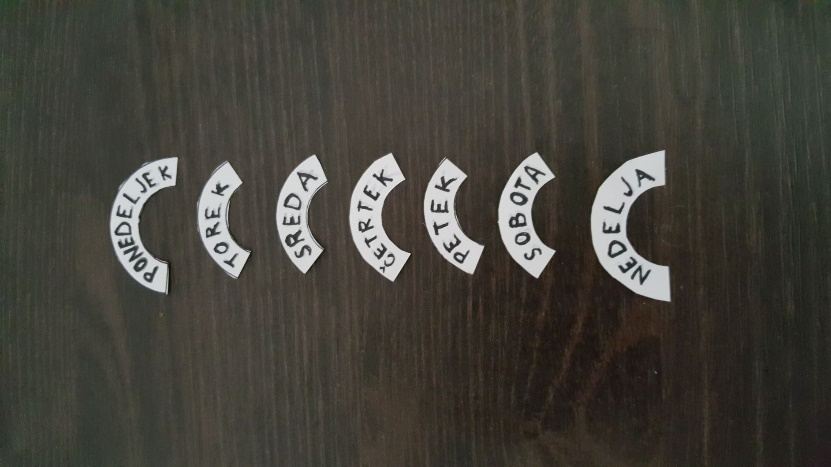 PONEDELJEK
TOREK
SREDA
ČETRTEK
PETEK
SOBOTA
NEDELJA